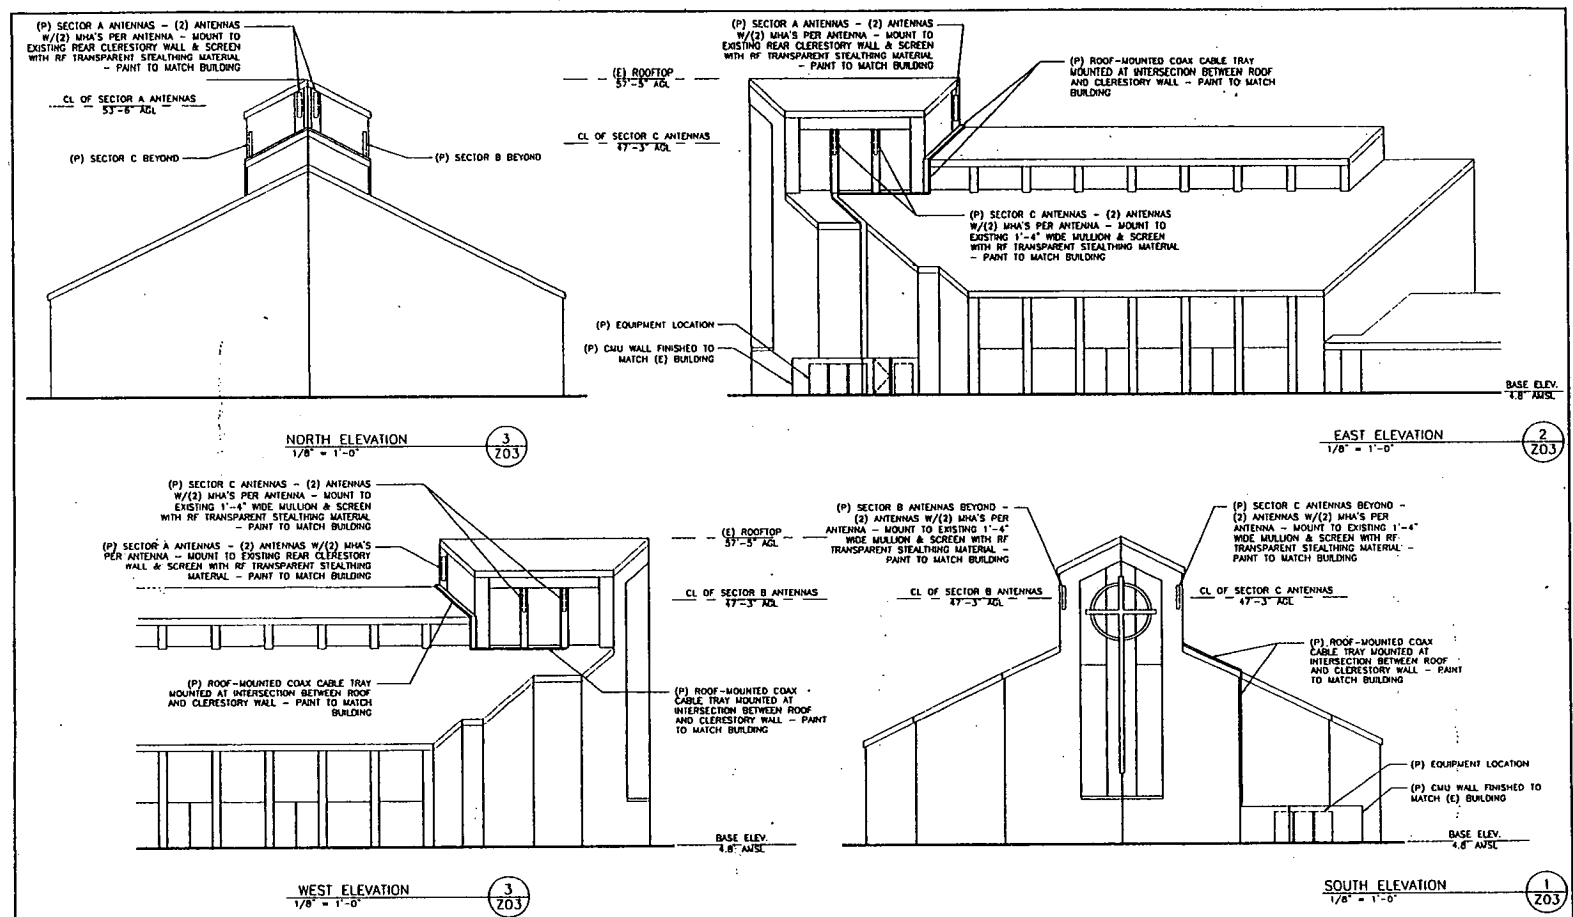 (P) SECTOR A ANTENNAS - (2) ANTENNAS
W/(2) MHA'S PER ANTENNA - MOUNT TO
EXISTING REAR CLERESTORY WALL & SCREEN
WITH RF TRANSPARENT STEALTHING MATERIAL
- PAINT TO MATCH BUILDING
CL OF SECTOR A ANTENNAS
53'-6" AGL
(P) SECTOR C BEYOND
(P) SECTOR B BEYOND
NORTH ELEVATION
1/8" = 1'-0"
3
Z03
(P) SECTOR A ANTENNAS - (2) ANTENNAS
W/(2) MHA'S PER ANTENNA - MOUNT TO
EXISTING REAR CLERESTORY WALL & SCREEN
WITH RF TRANSPARENT STEALTHING MATERIAL
- PAINT TO MATCH BUILDING
(E) ROOFTOP
57'-5" AGL
CL OF SECTOR C ANTENNAS
47'-3" AGL
(P) ROOF-MOUNTED COAX CABLE TRAY
MOUNTED AT INTERSECTION BETWEEN ROOF
AND CLERESTORY WALL - PAINT TO MATCH
BUILDING
(P) SECTOR C ANTENNAS - (2) ANTENNAS
W/(2) MHA'S PER ANTENNA - MOUNT TO
EXISTING 1'-4" WIDE MULLION & SCREEN
WITH RF TRANSPARENT STEALTHING MATERIAL
- PAINT TO MATCH BUILDING
(P) EQUIPMENT LOCATION
(P) CMU WALL FINISHED TO
MATCH (E) BUILDING
BASE ELEV.
4.8' AMSL
EAST ELEVATION
1/8" = 1'-0"
2
Z03
(P) SECTOR C ANTENNAS - (2) ANTENNAS
W/(2) MHA'S PER ANTENNA - MOUNT TO
EXISTING 1'-4" WIDE MULLION & SCREEN
WITH RF TRANSPARENT STEALTHING MATERIAL
- PAINT TO MATCH BUILDING
(P) SECTOR A ANTENNAS - (2) ANTENNAS W/(2) MHA'S
PER ANTENNA - MOUNT TO EXISTING REAR CLERESTORY
WALL & SCREEN WITH RF TRANSPARENT STEALTHING
MATERIAL - PAINT TO MATCH BUILDING
(E) ROOFTOP
57'-5" AGL
CL OF SECTOR B ANTENNAS
47'-3" AGL
(P) ROOF-MOUNTED COAX CABLE TRAY
MOUNTED AT INTERSECTION BETWEEN ROOF
AND CLERESTORY WALL - PAINT TO MATCH
BUILDING
(P) ROOF-MOUNTED COAX
CABLE TRAY MOUNTED AT
INTERSECTION BETWEEN ROOF
AND CLERESTORY WALL - PAINT
TO MATCH BUILDING
BASE ELEV.
4.8' AMSL
WEST ELEVATION
1/8" = 1'-0"
3
Z03
(P) SECTOR B ANTENNAS BEYOND -
(2) ANTENNAS W/(2) MHA'S PER
ANTENNA - MOUNT TO EXISTING 1'-4"
WIDE MULLION & SCREEN WITH RF
TRANSPARENT STEALTHING MATERIAL -
PAINT TO MATCH BUILDING
CL OF SECTOR B ANTENNAS
47'-3" AGL
(P) SECTOR C ANTENNAS BEYOND -
(2) ANTENNAS W/(2) MHA'S PER
ANTENNA - MOUNT TO EXISTING 1'-4"
WIDE MULLION & SCREEN WITH RF
TRANSPARENT STEALTHING MATERIAL -
PAINT TO MATCH BUILDING
CL OF SECTOR C ANTENNAS
47'-3" AGL
(P) ROOF-MOUNTED COAX
CABLE TRAY MOUNTED AT
INTERSECTION BETWEEN ROOF
AND CLERESTORY WALL - PAINT
TO MATCH BUILDING
(P) EQUIPMENT LOCATION
(P) CMU WALL FINISHED TO
MATCH (E) BUILDING
BASE ELEV.
4.8' AMSL
SOUTH ELEVATION
1/8" = 1'-0"
1
Z03